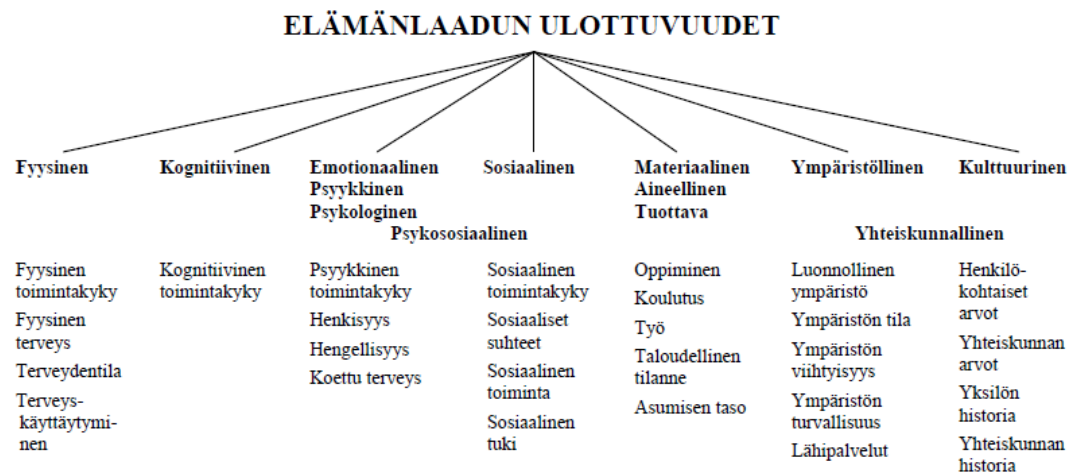 ELÄMÄNLAADUN ULOTTUVUUDET
Fyysinen
Kognitiivinen
Emotionaalinen
Psyykkinen
Psykologinen
Sosiaalinen
Materiaalinen
Aineellinen
Tuottava
Ympäristöllinen
Kulttuurinen
Psykososiaalinen
Yhteiskunnallinen
Fyysinen
toimintakyky
Fyysinen
terveys
Terveydentila
Terveys-
käyttäytymi-
nen
Kognitiivinen
toimintakyky
Psyykkinen
toimintakyky
Henkisyys
Hengellisyys
Koettu terveys
Sosiaalinen
toimintakyky
Sosiaaliset
suhteet
Sosiaalinen
toiminta
Sosiaalinen
tuki
Oppiminen
Koulutus
Työ
Taloudellinen
tilanne
Asumisen taso
Luonnollinen
ympäristö
Ympäristön tila
Ympäristön
viihtyisyys
Ympäristön
turvallisuus
Lähipalvelut
Henkilö-
kohtaiset
arvot
Yhteiskunnan
arvot
Yksilön
historia
Yhteiskunnan
historia